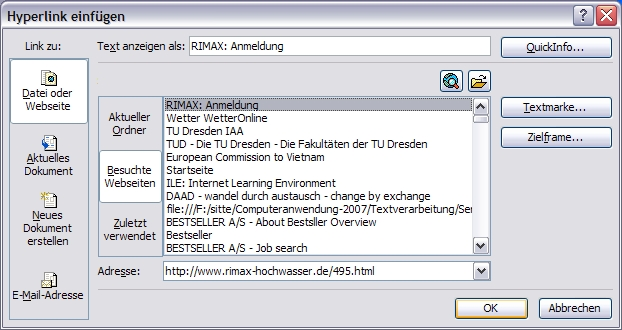 Hyperlink einfügen
Link zu:
Text anzeigen als: RIMAX: Anmeldung
QuickInfo...
Datei oder
Webseite
Aktuelles
Dokument
Neues
Dokument
erstellen
E-Mail-Adresse
Aktueller
Ordner
Besuchte
Webseiten
Zuletzt
verwendet
RIMAX: Anmeldung
Wetter WetterOnline
TU Dresden IAA
TUD - Die TU Dresden - Die Fakultäten der TU Dresden
European Commission to Vietnam
Startseite
ILE: Internet Learning Environment
DAAD - wandel durch austausch - change by exchange
file:///F:/sitte/Computeranwendung-2007/Textverarbeitung/Ser
BESTSELLER A/S - About Bestsller Overview
Bestseller
BESTSELLER A/S - Job search
Textmarke...
Zielframe...
Adresse: http://www.rimax-hochwasser.de/495.html
OK
Abbrechen